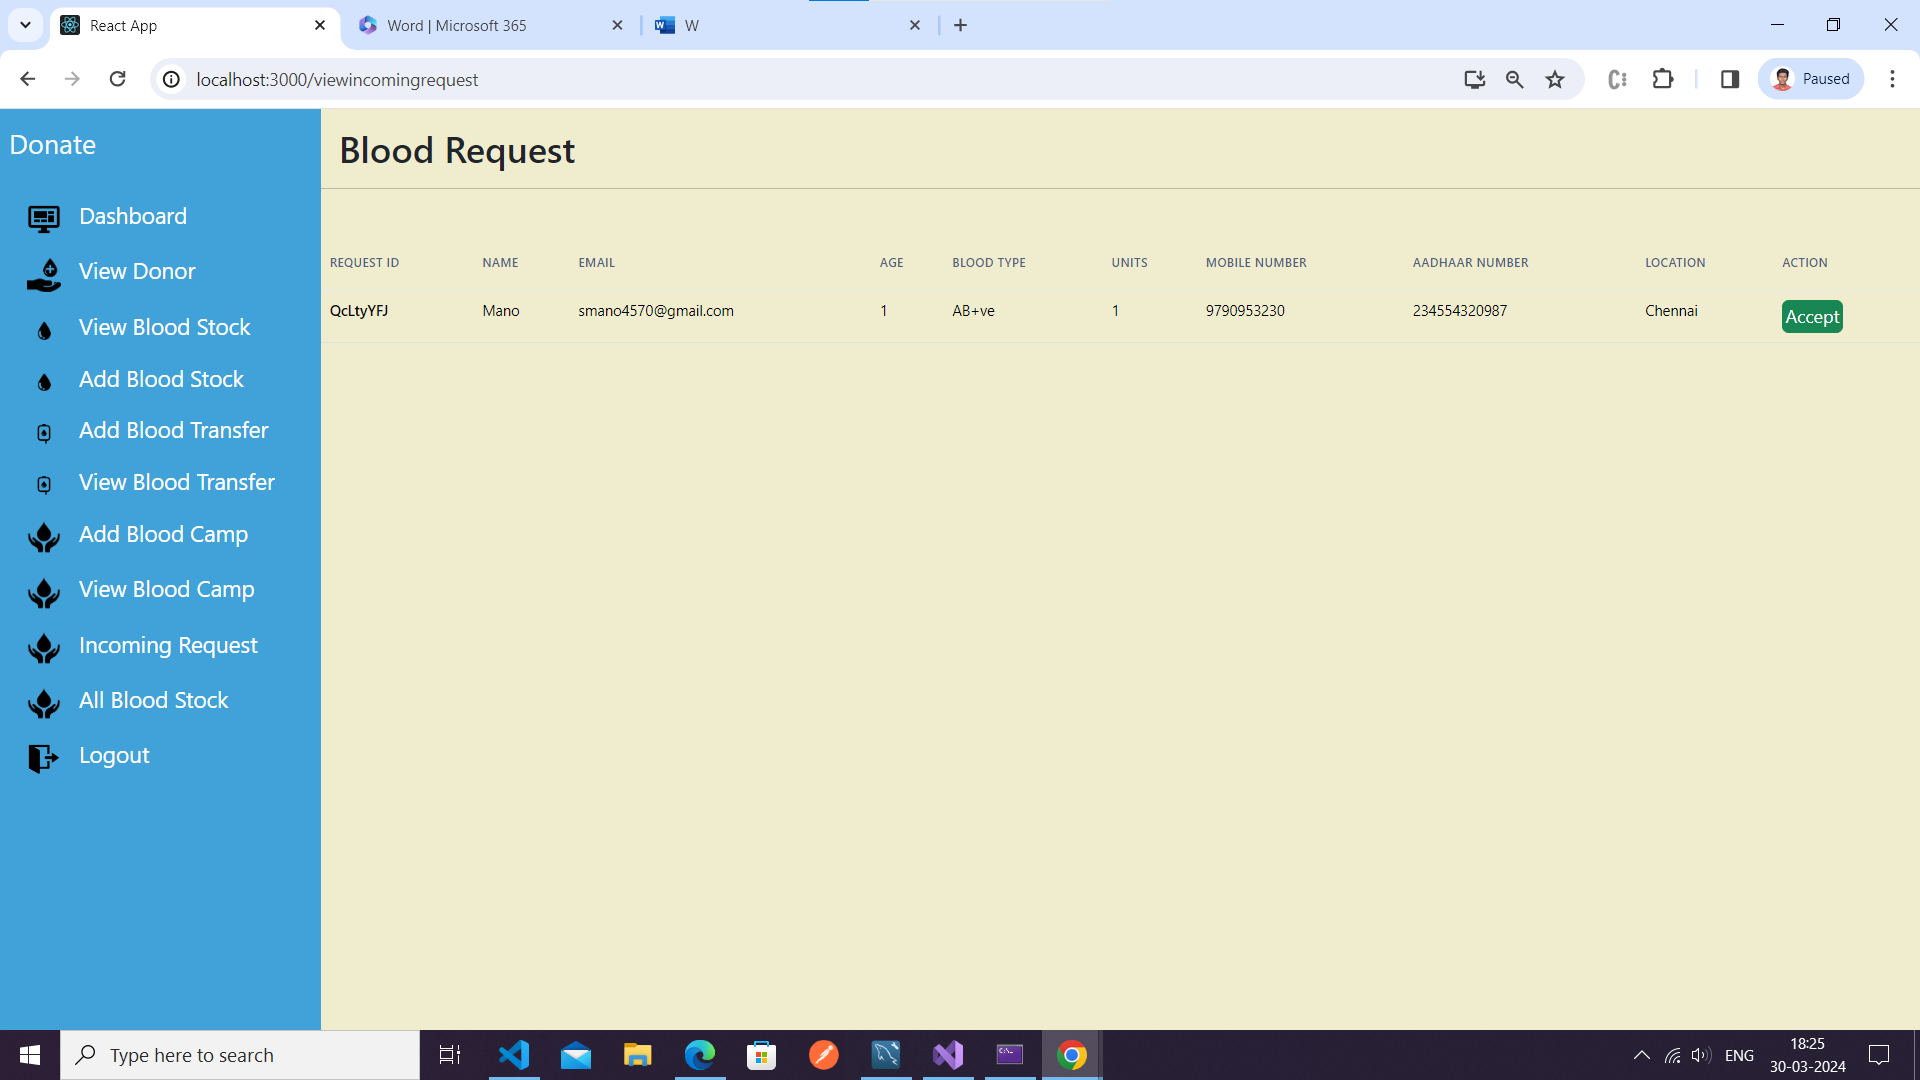 React App
Word | Microsoft 365
W
localhost:3000/viewincomingrequest
Paused
Donate
Dashboard
View Donor
View Blood Stock
Add Blood Stock
Add Blood Transfer
View Blood Transfer
Add Blood Camp
View Blood Camp
Incoming Request
All Blood Stock
Logout
Blood Request
REQUEST ID NAME EMAIL AGE BLOOD TYPE UNITS MOBILE NUMBER AADHAAR NUMBER LOCATION ACTION
QcLtyYFJ Mano smano4570@gmail.com 1 AB+ve 1 9790953230 234554320987 Chennai Accept
Type here to search
ENG
18:25
30-03-2024